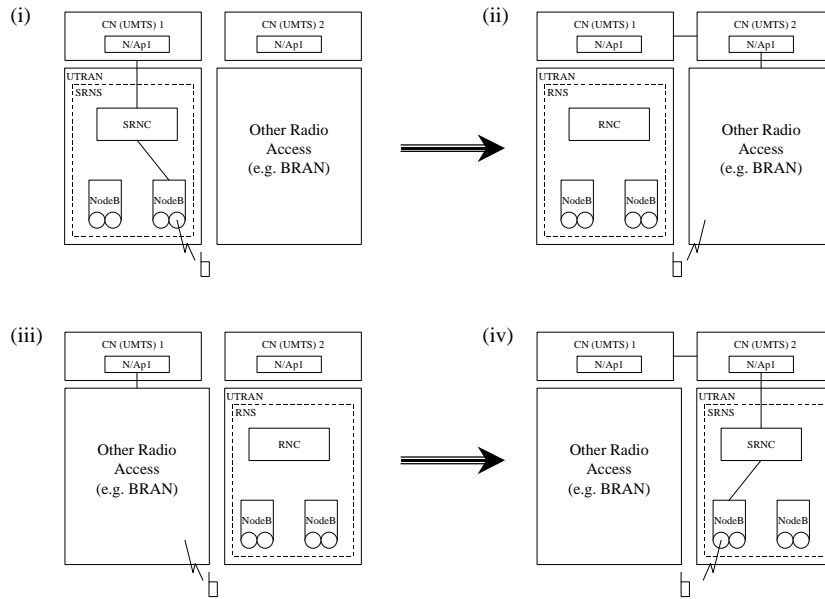 (i)
CN (UMTS) 1
N/Ap1
CN (UMTS) 2
N/Ap1
UTRAN
SRNS
SRNC
NodeB
NodeB
Other Radio
Access
(e.g. BRAN)
(ii)
CN (UMTS) 1
N/Ap1
CN (UMTS) 2
N/Ap1
UTRAN
RNS
RNC
NodeB
NodeB
Other Radio
Access
(e.g. BRAN)
(iii)
CN (UMTS) 1
N/Ap1
CN (UMTS) 2
N/Ap1
Other Radio
Access
(e.g. BRAN)
UTRAN
RNS
RNC
NodeB
NodeB
(iv)
CN (UMTS) 1
N/Ap1
CN (UMTS) 2
N/Ap1
Other Radio
Access
(e.g. BRAN)
UTRAN
SRNS
SRNC
NodeB
NodeB